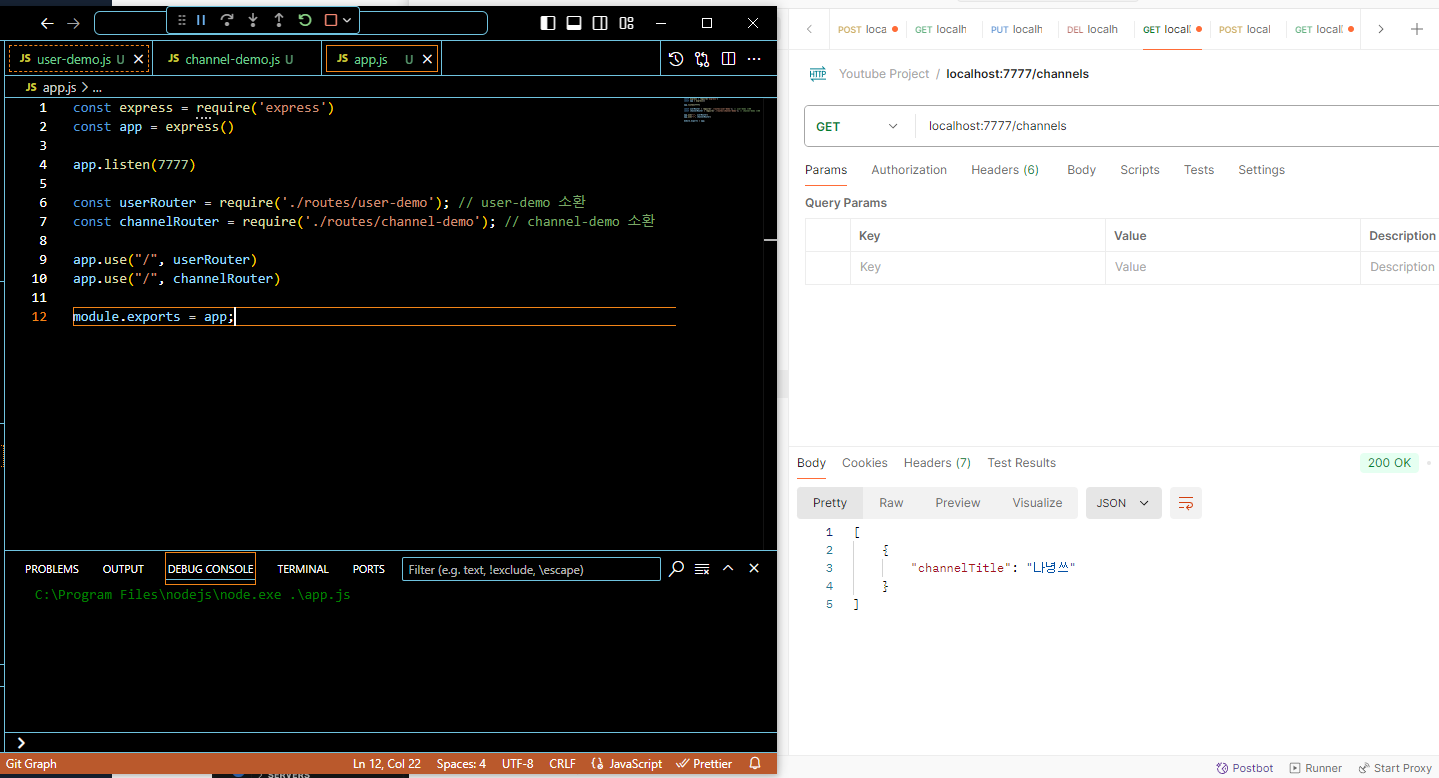 JS user-demo.js U
JS channel-demo.js U
JS app.js U
JS app.js > ...
1 const express = require('express')
2 const app = express()
3
4 app.listen(7777)
5
6 const userRouter = require('./routes/user-demo'); // user-demo 소환
7 const channelRouter = require('./routes/channel-demo'); // channel-demo 소환
8
9 app.use("/", userRouter)
10 app.use("/", channelRouter)
11
12 module.exports = app;
PROBLEMS OUTPUT DEBUG CONSOLE TERMINAL PORTS Filter (e.g. text, !exclude, \escape)
C:\Program Files\nodejs\node.exe .\app.js
Git Graph Ln 12, Col 22 Spaces: 4 UTF-8 CRLF JavaScript Prettier
POST loca GET localh PUT localh DEL localh GET local POST local GET local
HTTP Youtube Project / localhost:7777/channels
GET localhost:7777/channels
Params Authorization Headers (6) Body Scripts Tests Settings
Query Params
Key Value Description
Key Value Description
Body Cookies Headers (7) Test Results 200 OK
Pretty Raw Preview Visualize JSON
1 [
2 {
3 "channelTitle": "나녕쓰"
4 }
5 ]
Postbot Runner Start Proxy